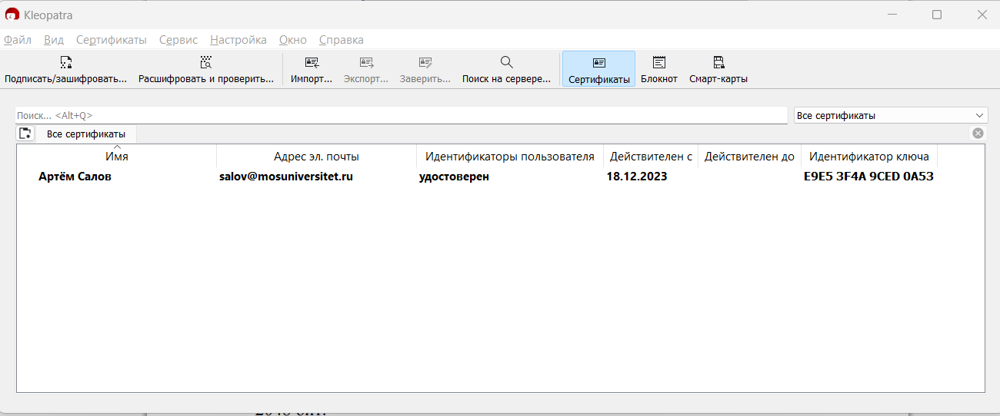 Kleopatra
Файл Вид Сертификаты Сервис Настройка Окно Справка
Подписать/зашифровать... Расшифровать и проверить... Импорт... Экспорт... Заверить... Поиск на сервере... Сертификаты Блокнот Смарт-карты
Поиск... <Alt+Q> Все сертификаты
Все сертификаты
Имя Адрес эл. почты Идентификаторы пользователя Действителен с Действителен до Идентификатор ключа
Артём Салов salov@mosuniversitet.ru удостоверен 18.12.2023 E9E5 3F4A 9CED 0A53